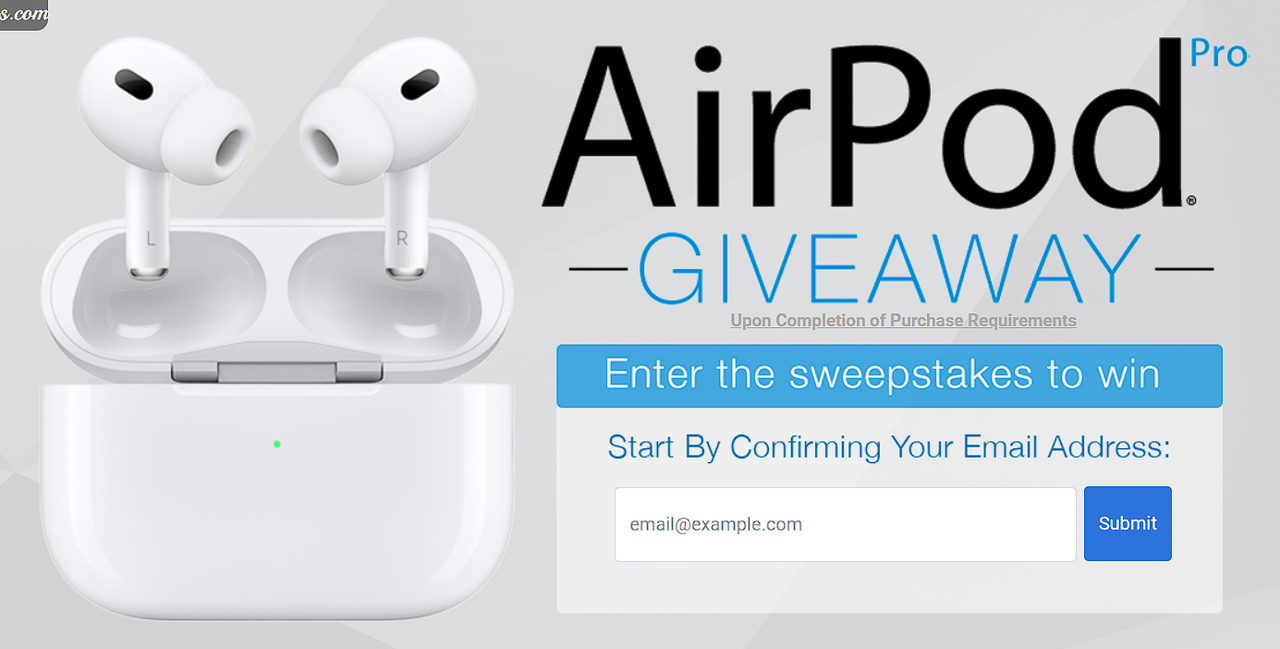 s.com
AirPod Pro
®
GIVEAWAY
Upon Completion of Purchase Requirements
Enter the sweepstakes to win
Start By Confirming Your Email Address:
email@example.com
Submit
L
R